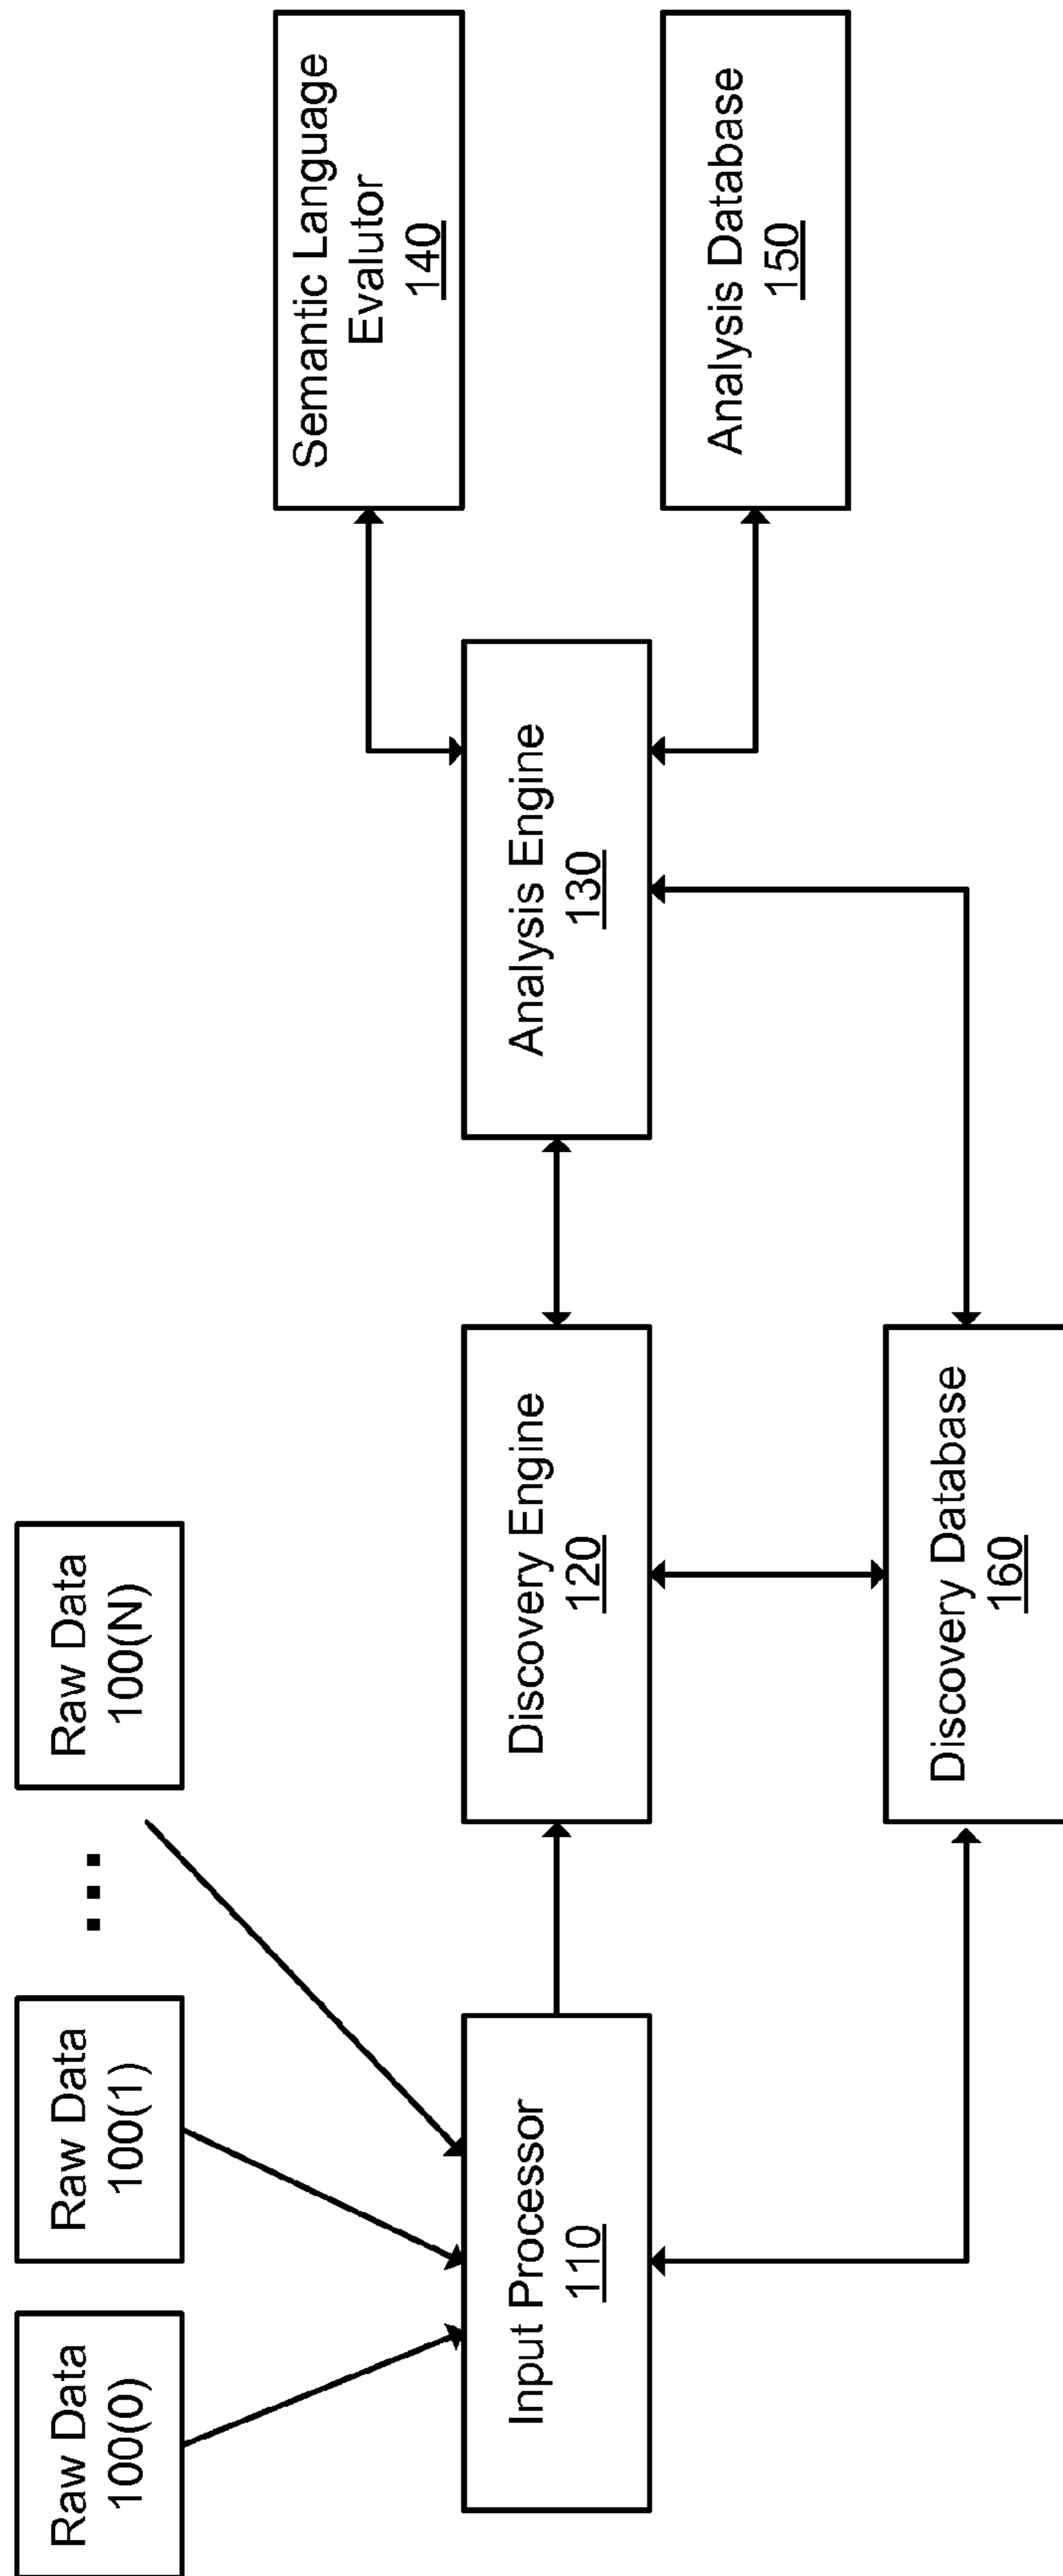 Raw Data
100(0)
Raw Data
100(1)
...
Raw Data
100(N)
Input Processor
110
Discovery Engine
120
Analysis Engine
130
Semantic Language
Evalutor
140
Analysis Database
150
Discovery Database
160